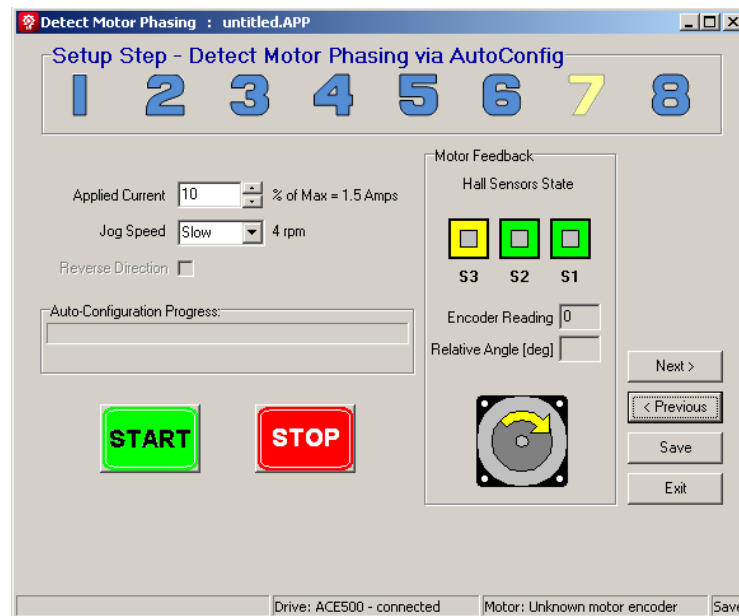 Detect Motor Phasing : untitled.APP
Setup Step - Detect Motor Phasing via AutoConfig
1 2 3 4 5 6 7 8
Applied Current 10 % of Max = 1.5 Amps
Jog Speed Slow 4 rpm
Reverse Direction
Auto-Configuration Progress:
START STOP
Motor Feedback
Hall Sensors State
S3 S2 S1
Encoder Reading 0
Relative Angle [deg]
Next >
< Previous
Save
Exit
Drive: ACE500 - connected Motor: Unknown motor encoder Save